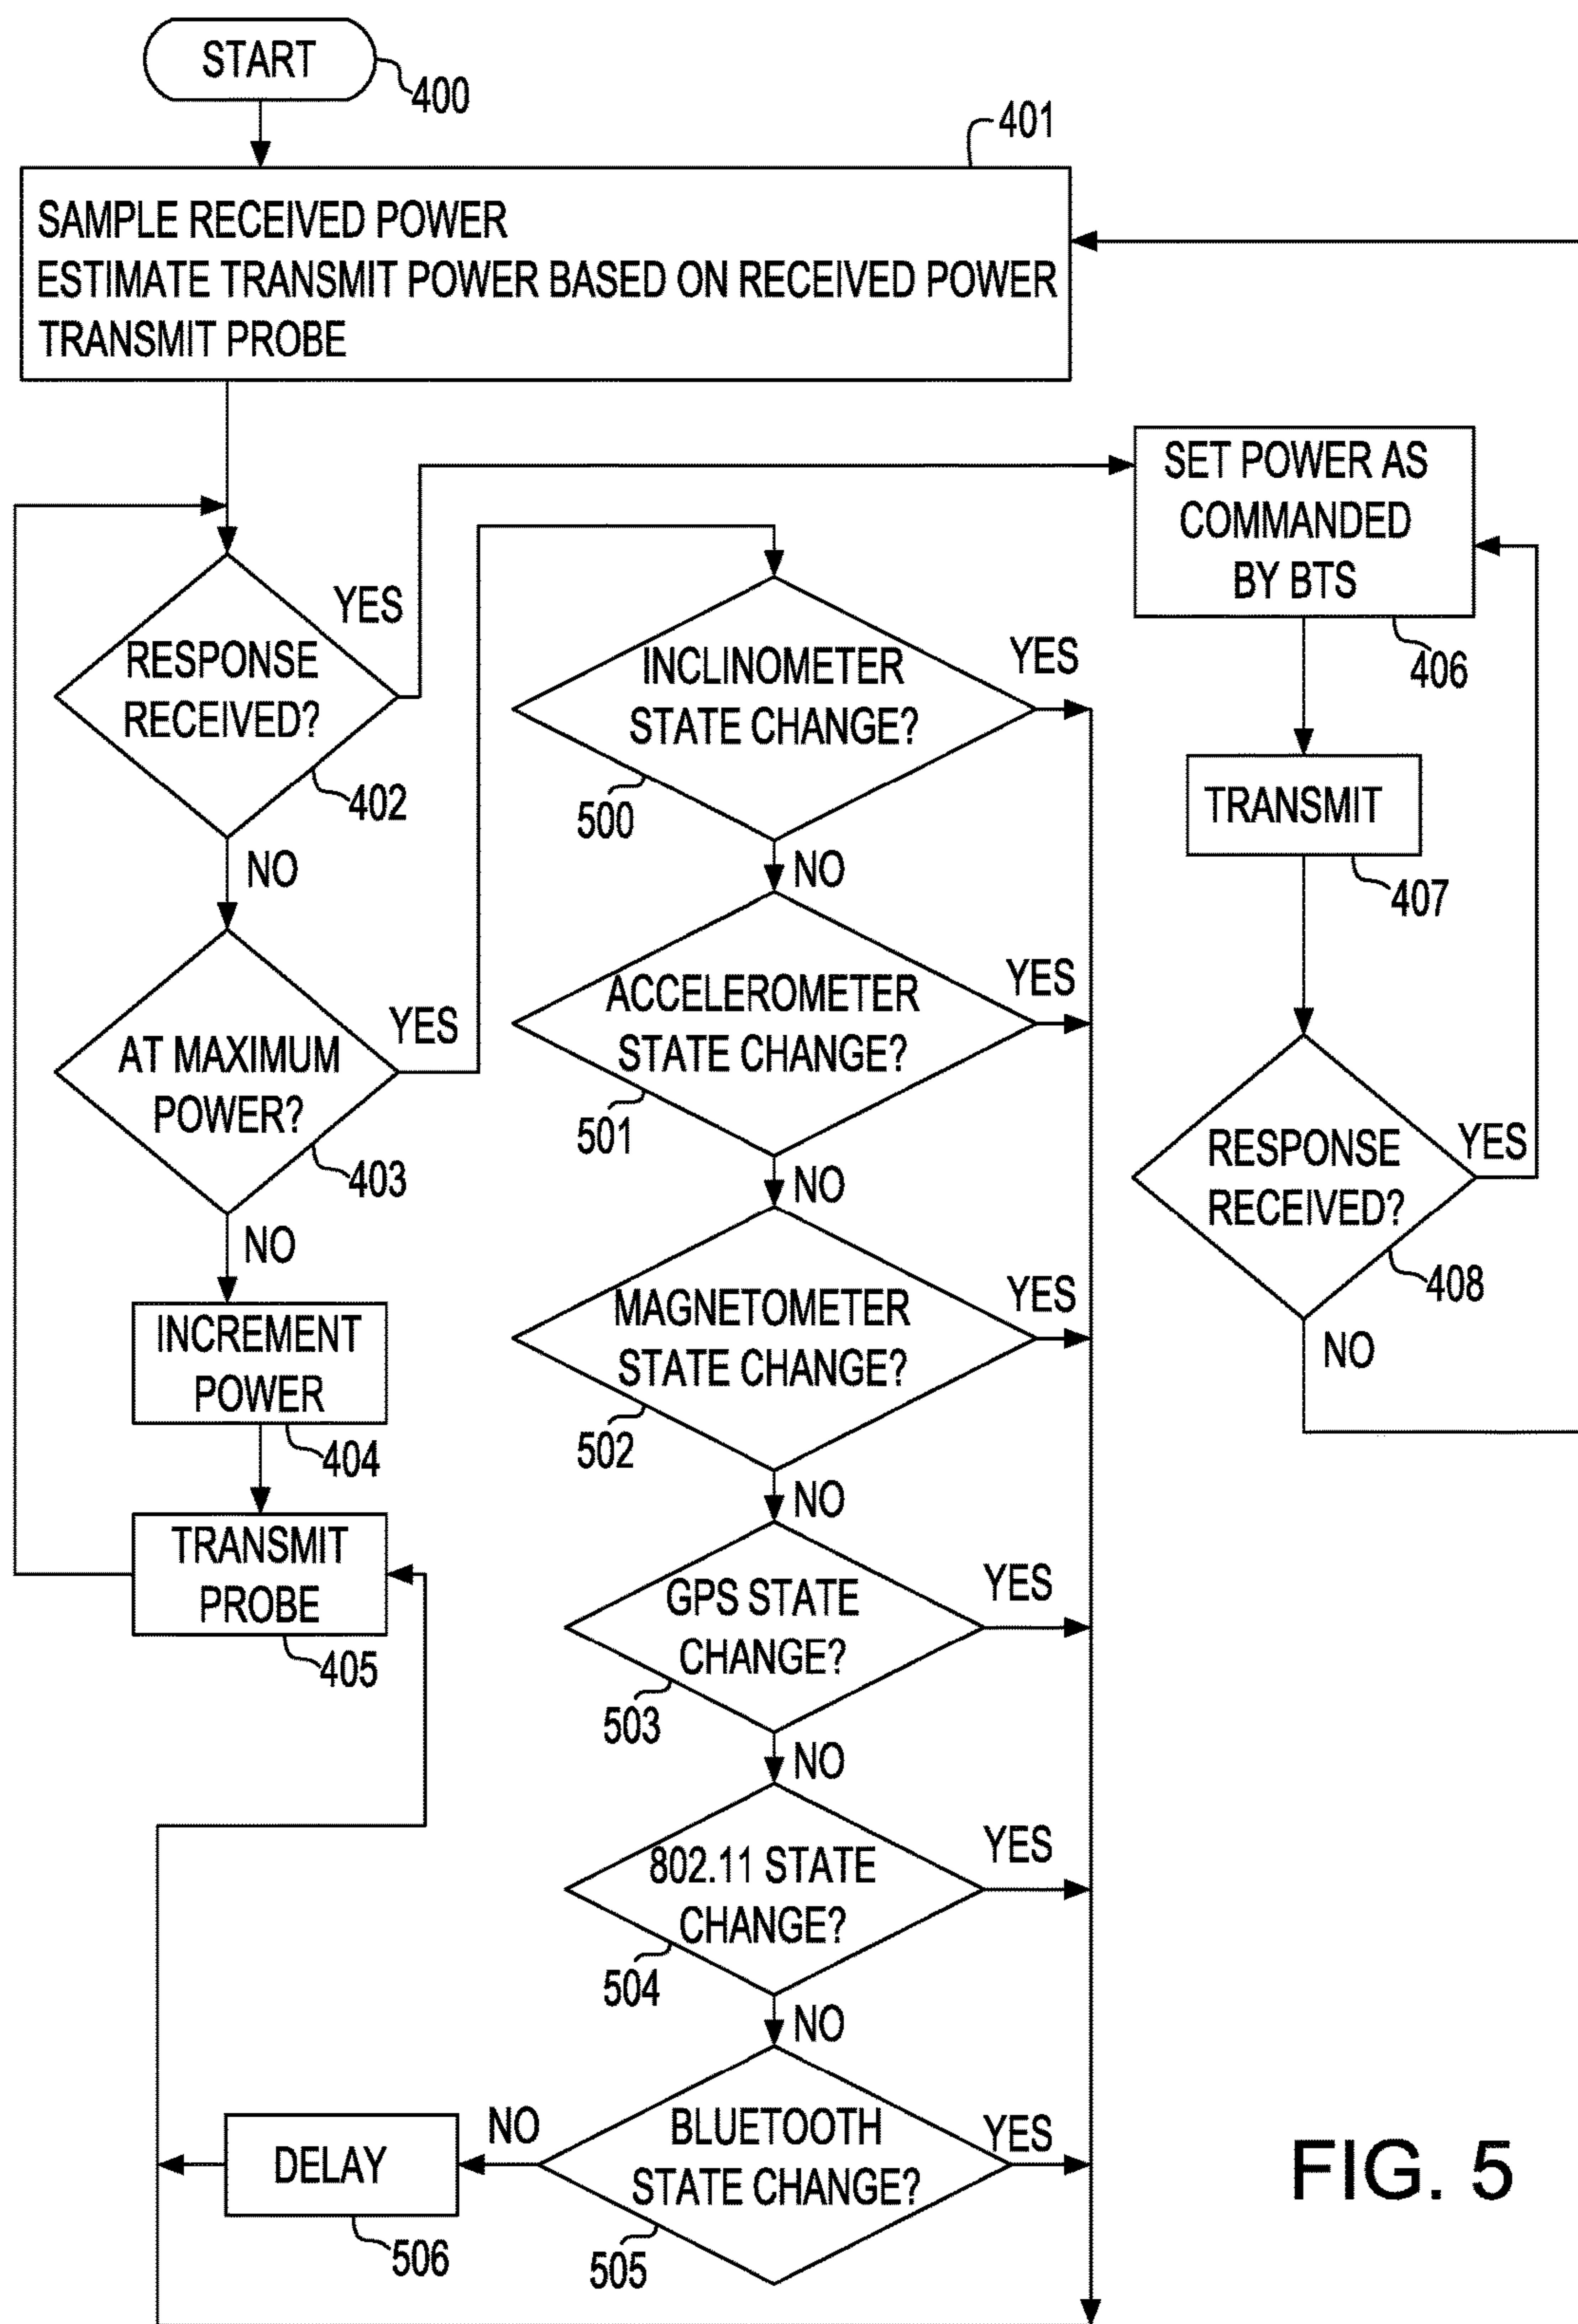 START
400
401
SAMPLE RECEIVED POWER
ESTIMATE TRANSMIT POWER BASED ON RECEIVED POWER
TRANSMIT PROBE
RESPONSE
RECEIVED?
YES
402
NO
AT MAXIMUM
POWER?
YES
403
NO
INCREMENT
POWER
404
TRANSMIT
PROBE
405
INCLINOMETER
STATE CHANGE?
YES
500
NO
ACCELEROMETER
STATE CHANGE?
YES
501
NO
MAGNETOMETER
STATE CHANGE?
YES
502
NO
GPS STATE
CHANGE?
YES
503
NO
802.11 STATE
CHANGE?
YES
504
NO
BLUETOOTH
STATE CHANGE?
YES
505
NO
DELAY
506
SET POWER AS
COMMANDED
BY BTS
406
TRANSMIT
407
RESPONSE
RECEIVED?
YES
408
NO
FIG. 5